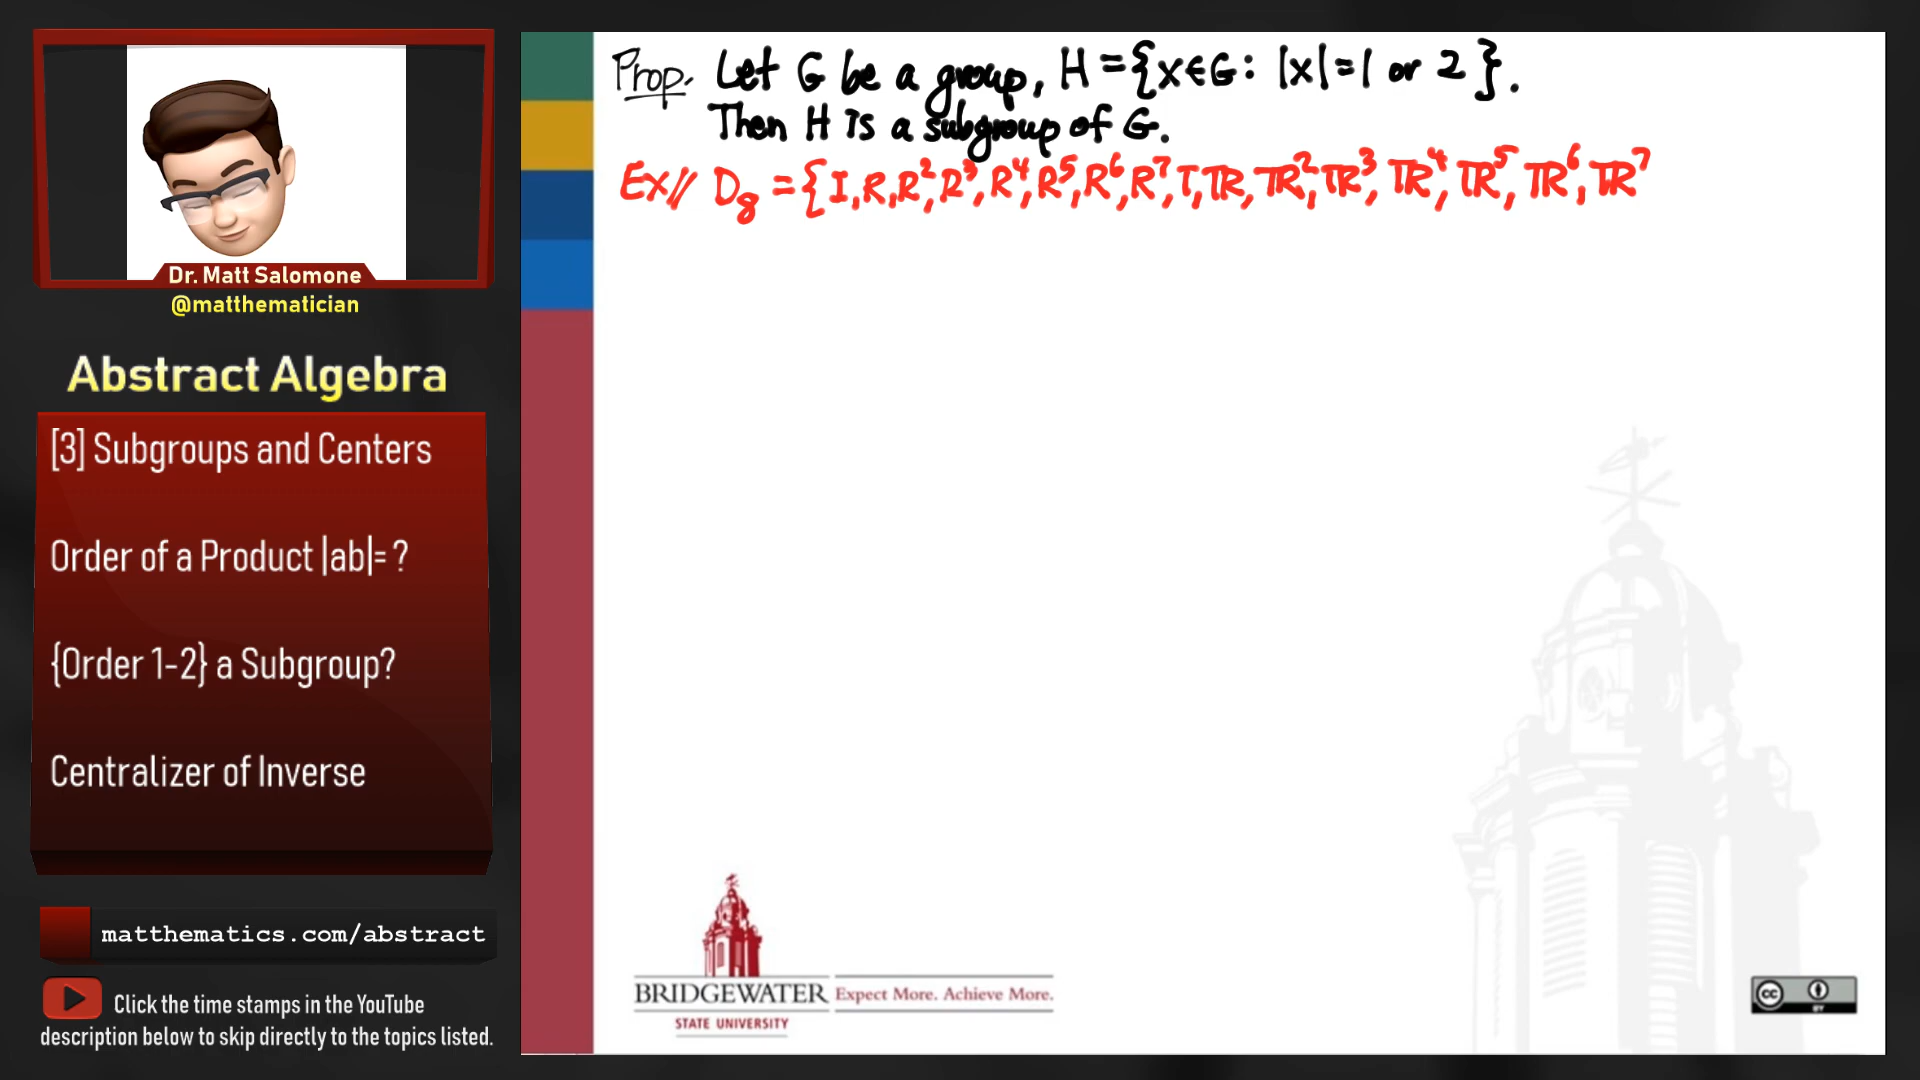 Dr. Matt Salomone
@matthematician
Abstract Algebra
[3] Subgroups and Centers
Order of a Product |ab|= ?
{Order 1-2} a Subgroup?
Centralizer of Inverse
matthematics.com/abstract
Click the time stamps in the YouTube
description below to skip directly to the topics listed.
Prop. Let G be a group, H = {x∈G: |x|=1 or 2}.
Then H is a subgroup of G.
Ex// D₈ = {I, R, R², R³, R⁴, R⁵, R⁶, R⁷, T, TR, TR², TR³, TR⁴, TR⁵, TR⁶, TR⁷
BRIDGEWATER
STATE UNIVERSITY
Expect More. Achieve More.
cc
BY